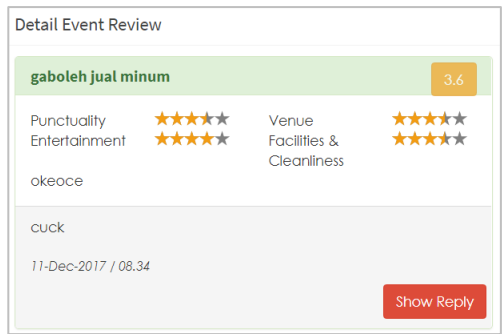 Detail Event Review
gaboleh jual minum
3.6
Punctuality
Entertainment
Venue
Facilities &
Cleanliness
okeoce
cuck
11-Dec-2017 / 08.34
Show Reply